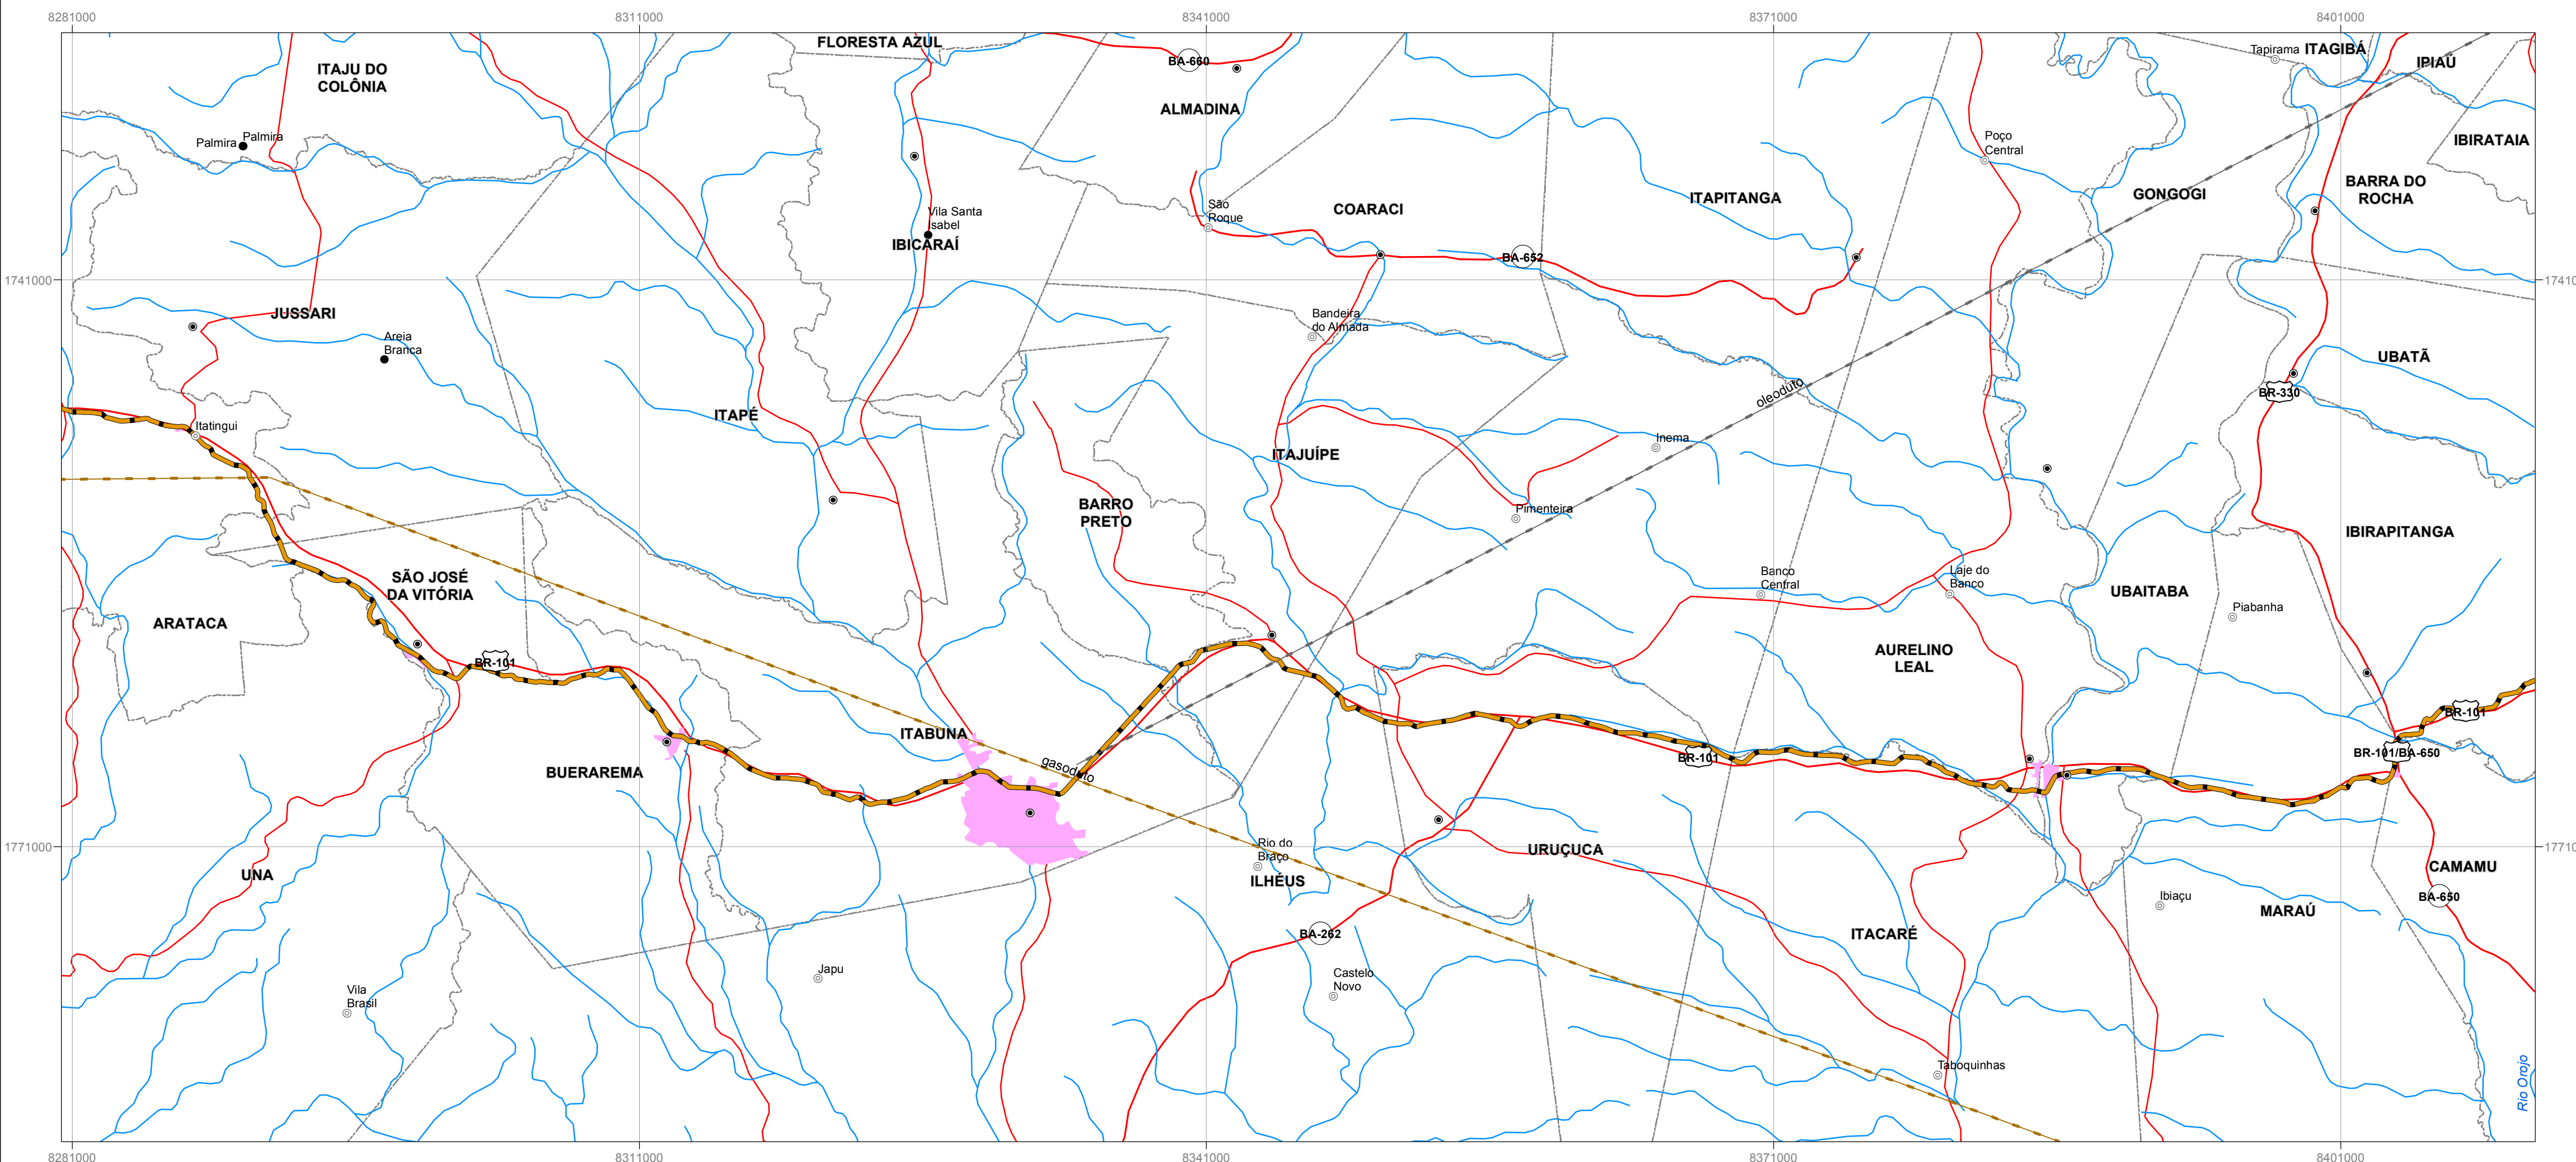 8281000
8311000
8341000
8371000
8401000
FLORESTA AZUL
ITAJU DO
COLÔNIA
BA-660
ALMADINA
Tapirama
ITAGIBÁ
IPIAÚ
Palmira
Palmira
Poço
Central
IBIRATAIA
Vila Santa
Isabel
IBICARAÍ
São
Roque
COARACI
ITAPITANGA
GONGOGI
BARRA DO
ROCHA
BA-652
1741000
17410
JUSSARI
Areia
Branca
Bandeira
do Almada
UBATÃ
oleoduto
BR-330
ITAPÉ
Itatingui
Inema
ITAJUÍPE
BARRO
PRETO
Pimenteira
IBIRAPITANGA
SÃO JOSÉ
DA VITÓRIA
Banco
Central
Laje do
Banco
UBAITABA
Piabanha
ARATACA
AURELINO
LEAL
BR-101
BR-101
ITABUNA
BR-101
BR-101/BA-650
gasoduto
BUERAREMA
1771000
17710
Rio do
Braço
ILHÉUS
URUÇUCA
CAMAMU
UNA
BA-650
Ibiaçu
MARAÚ
BA-262
ITACARÉ
Japu
Castelo
Novo
Vila
Brasil
Taboquinhas
Rio Orojo
8281000
8311000
8341000
8371000
8401000